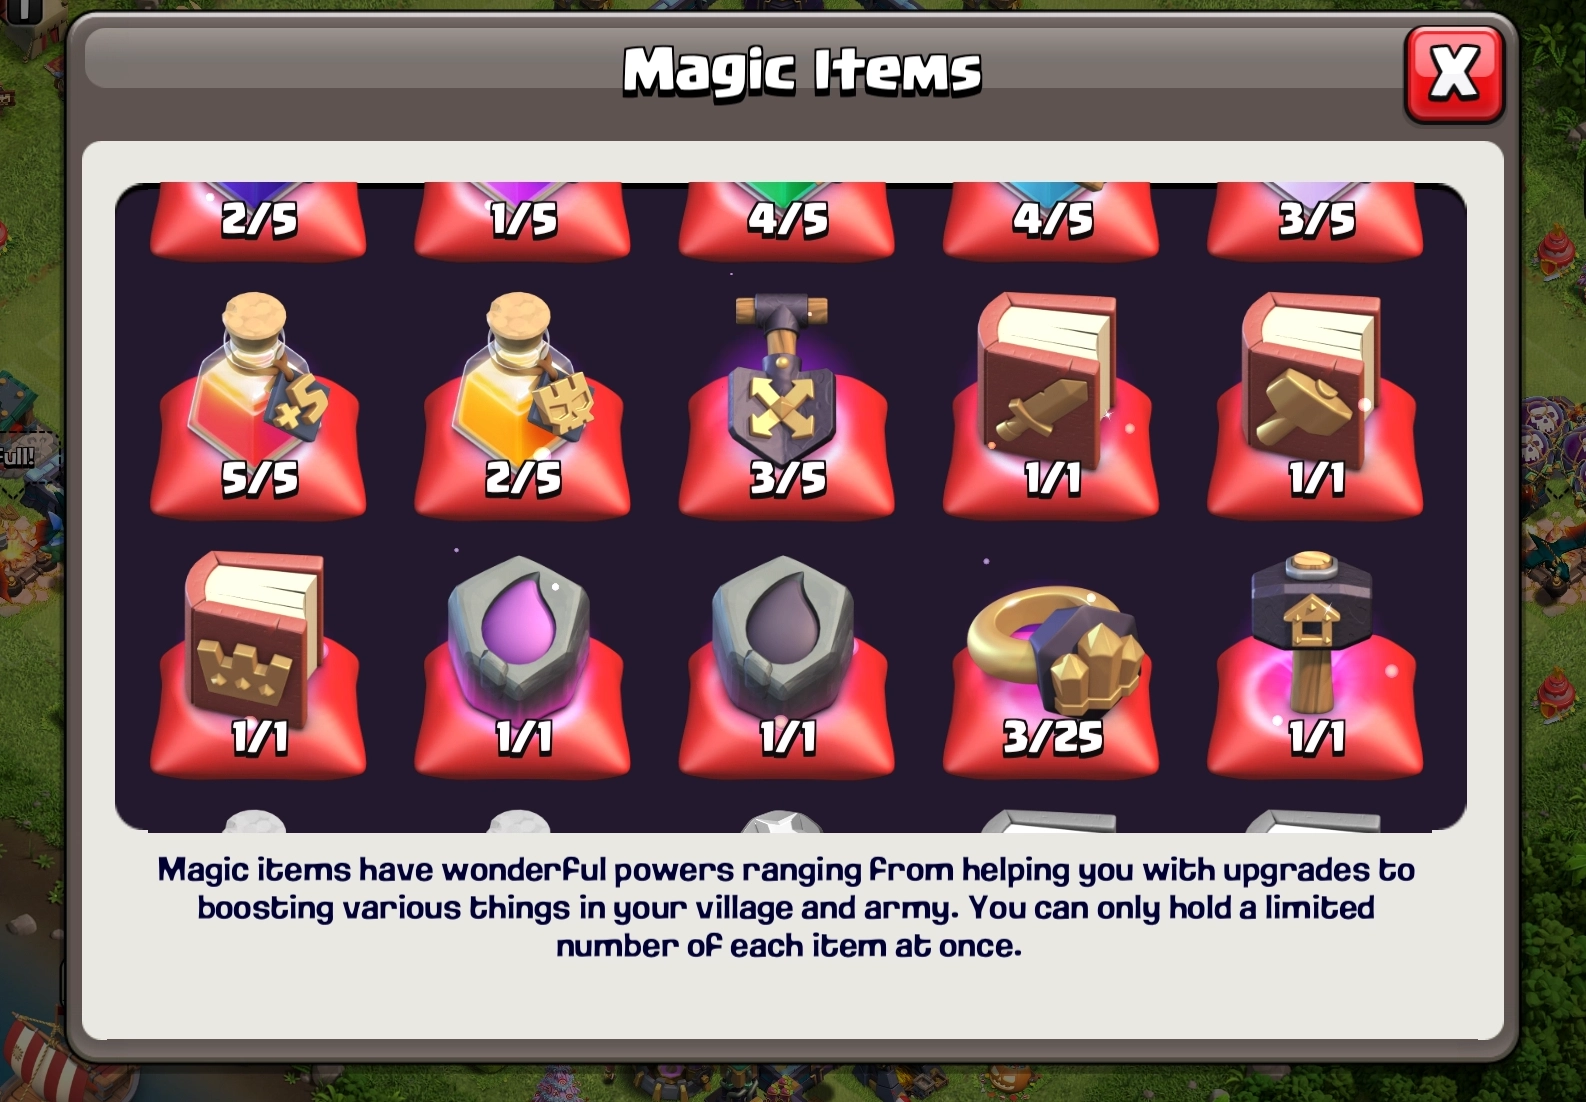 Magic Items
X
2/5 1/5 4/5 4/5 3/5
+5
5/5 2/5 3/5 1/1 1/1
1/1 1/1 1/1 3/25 1/1
Full!
Magic items have wonderful powers ranging from helping you with upgrades to
boosting various things in your village and army. You can only hold a limited
number of each item at once.